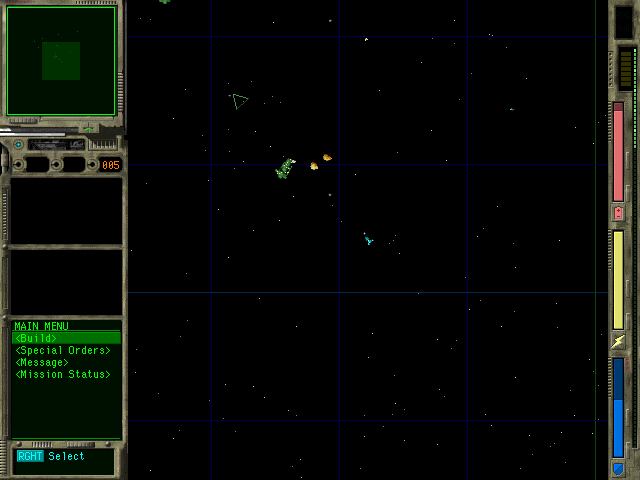 005
MAIN MENU
<Build>
<Special Orders>
<Message>
<Mission Status>
RGHT Select